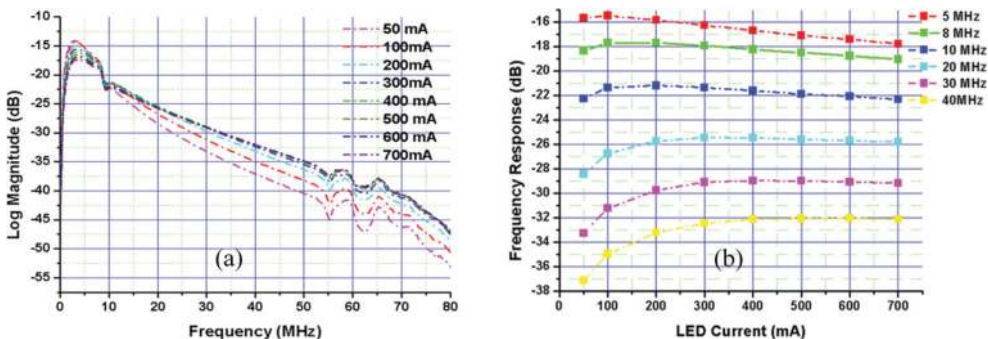 -10
-15
-20
-25
-30
-35
-40
-45
-50
-55
Log Magnitude (dB)
50 mA
100mA
200mA
300mA
400 mA
500 mA
600 mA
700mA
(a)
0 10 20 30 40 50 60 70 80
Frequency (MHz)
-16
-18
-20
-22
-24
-26
-28
-30
-32
-34
-36
-38
Frequency Response (dB)
5 MHz
8 MHz
10 MHz
20 MHz
30 MHz
40MHz
(b)
0 100 200 300 400 500 600 700
LED Current (mA)